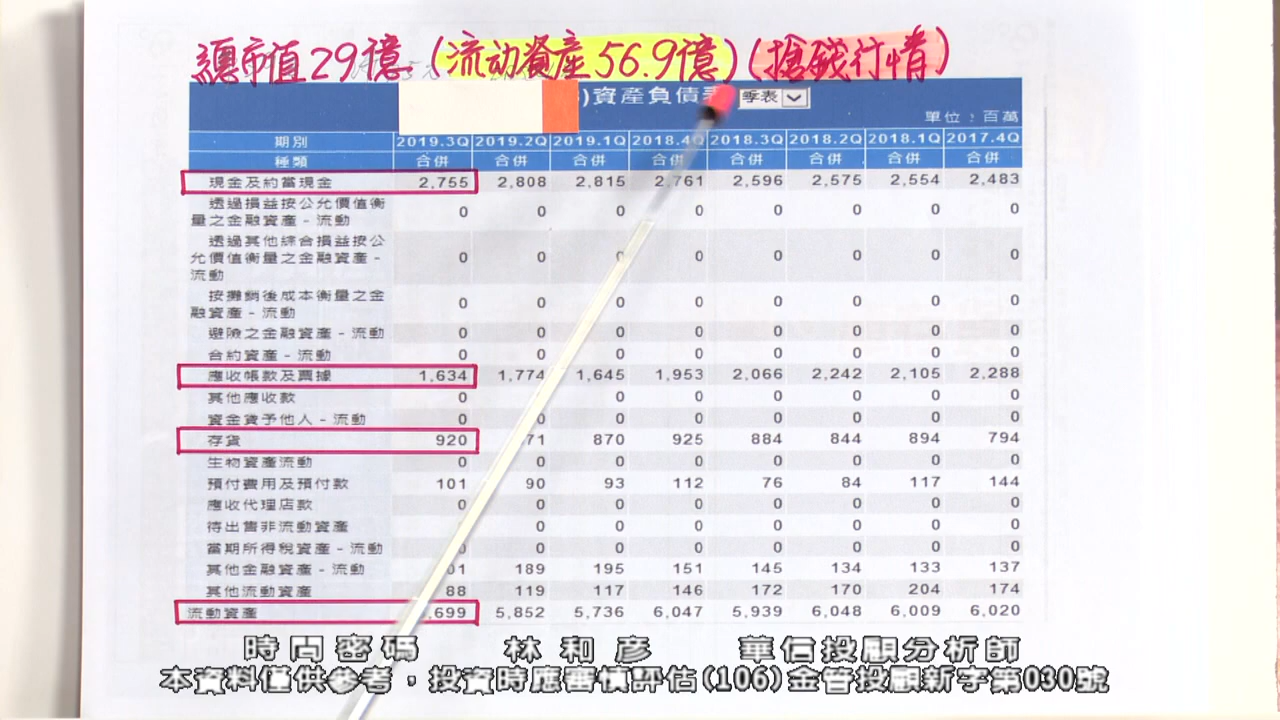 總市值29億 (流动資産56.9億) (搶錢行情)
)資產負債表 季表
單位：百萬
期別 2019.3Q 2019.2Q 2019.1Q 2018.4Q 2018.3Q 2018.2Q 2018.1Q 2017.4Q
種類 合併 合併 合併 合併 合併 合併 合併 合併
現金及約當現金 2,755 2,808 2,815 2,761 2,596 2,575 2,554 2,483
透過損益按公允價值衡
量之金融資產－流動 0 0 0 0 0 0 0 0
透過其他綜合損益按公
允價值衡量之金融資產－ 0 0 0 0 0 0 0 0
流動
按攤銷後成本衡量之金
融資產－流動 0 0 0 0 0 0 0 0
避險之金融資產－流動 0 0 0 0 0 0 0 0
合約資產－流動 0 0 0 0 0 0 0 0
應收帳款及票據 1,634 1,774 1,645 1,953 2,066 2,242 2,105 2,288
其他應收款 0 0 0 0 0 0 0 0
資金貸予他人－流動 0 0 0 0 0 0 0 0
存貨 920 71 870 925 884 844 894 794
生物資產流動 0 0 0 0 0 0 0 0
預付費用及預付款 101 90 93 112 76 84 117 144
應收代理店款 0 0 0 0 0 0 0 0
待出售非流動資產 0 0 0 0 0 0 0 0
當期所得稅資產－流動 0 0 0 0 0 0 0 0
其他金融資產－流動 01 189 195 151 145 134 133 137
其他流動資產 88 119 117 146 172 170 204 174
流動資產 ,699 5,852 5,736 6,047 5,939 6,048 6,009 6,020
時間密碼 林和彥 華信投顧分析師
本資料僅供參考，投資時應審慎評估(106)金管投顧新字第030號